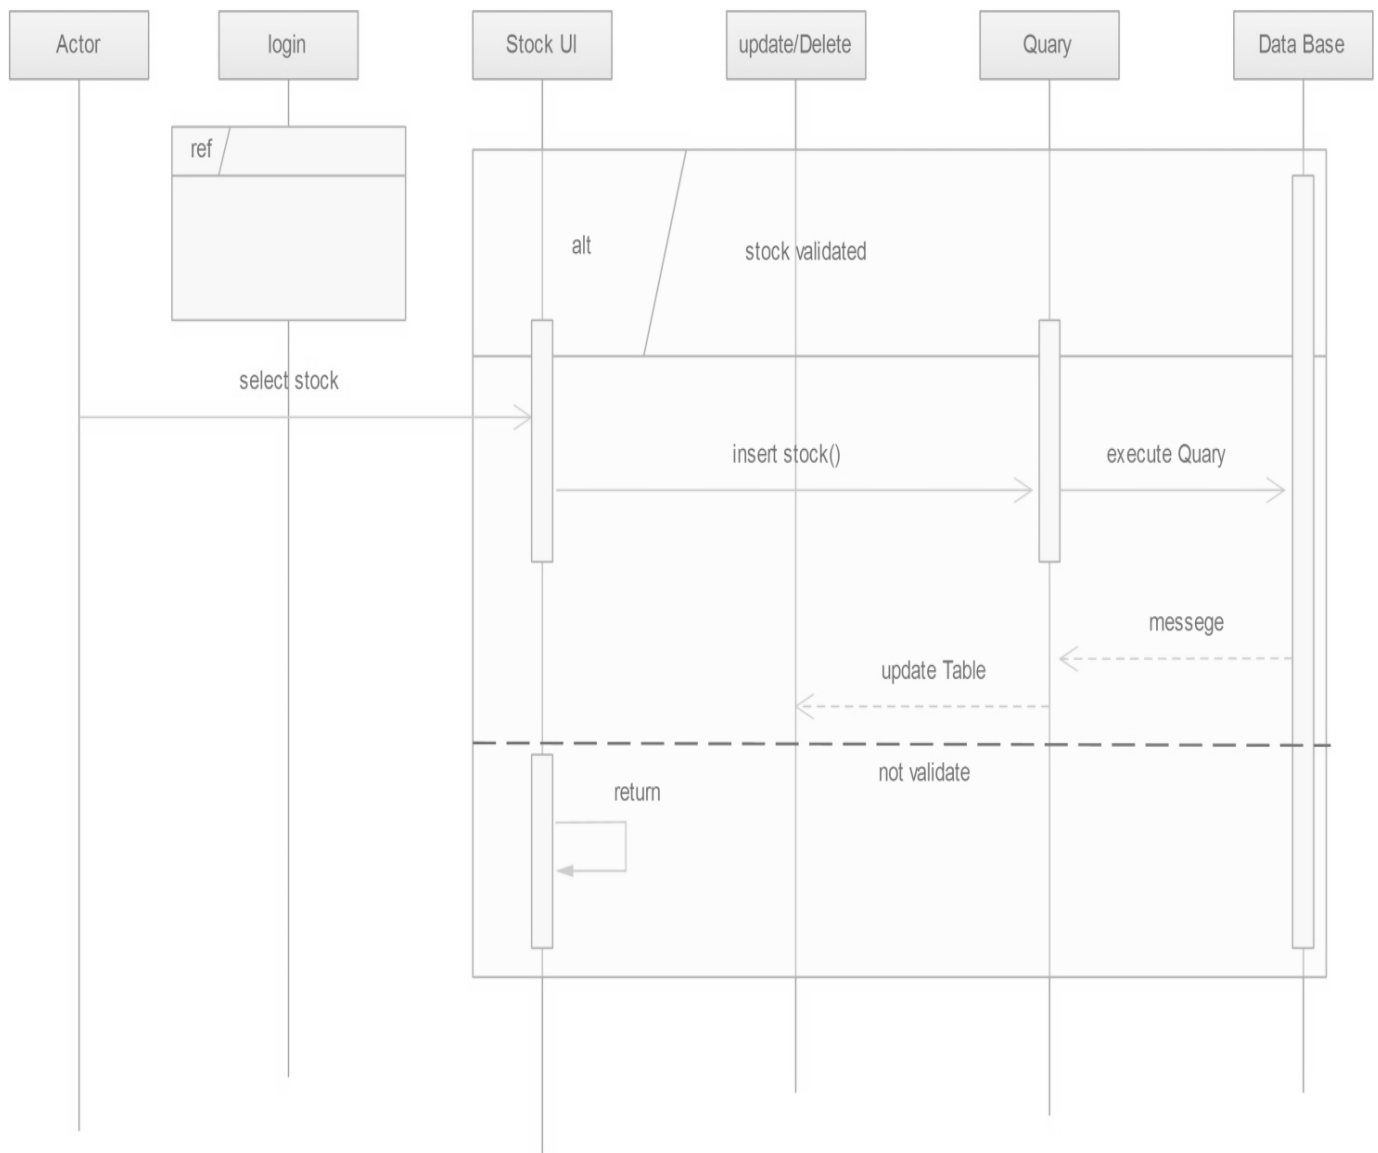 Actor
login
Stock UI
update/Delete
Quary
Data Base
ref
alt
stock validated
select stock
insert stock()
execute Quary
messege
update Table
not validate
return